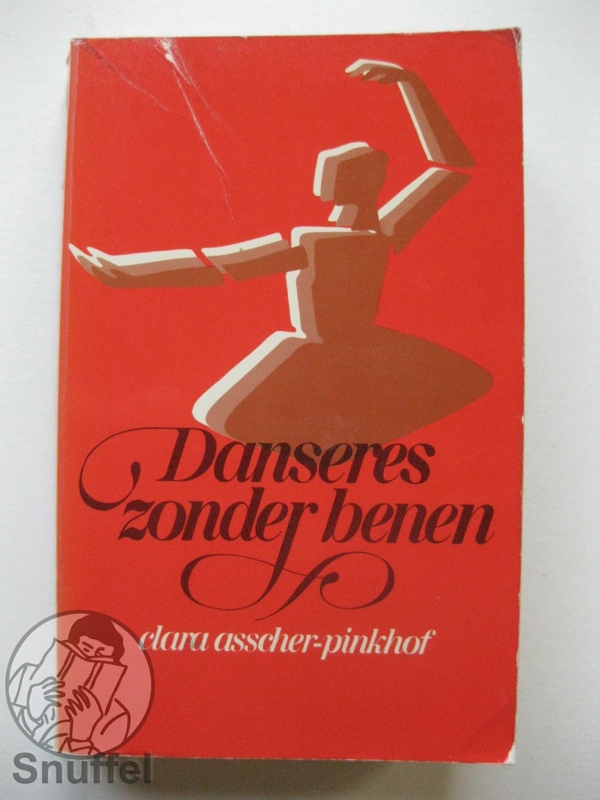 Danseres
zonder benen
clara asscher-pinkhof
Snuffel